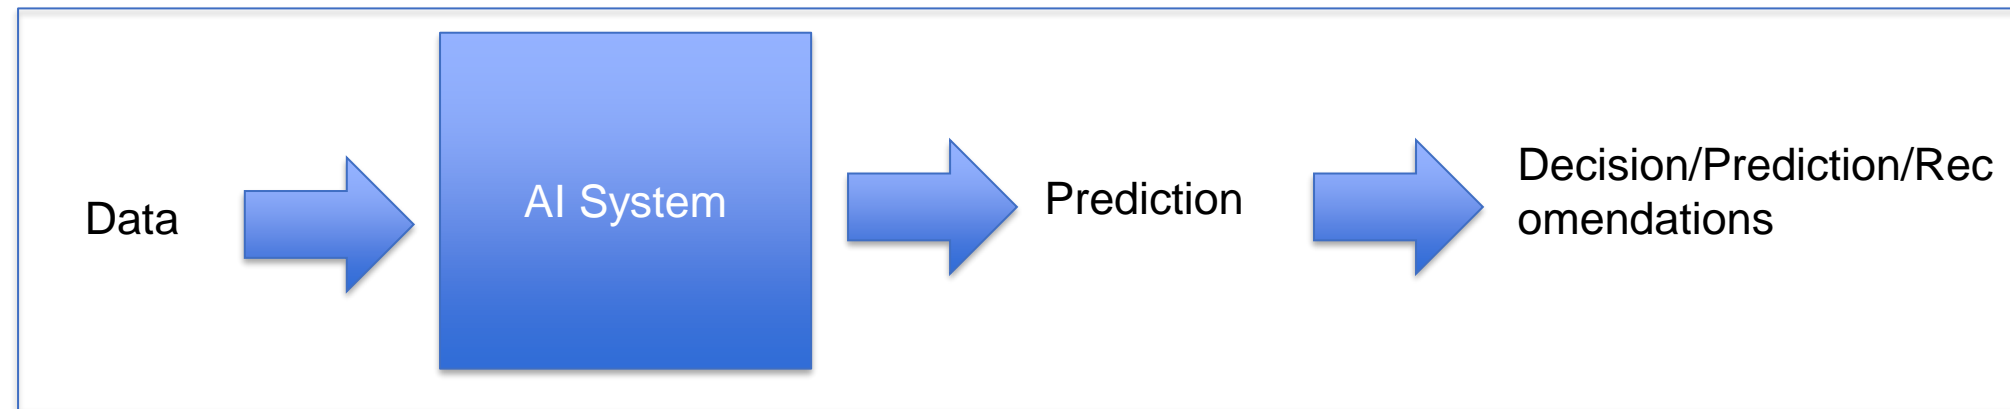 Data
AI System
Prediction
Decision/Prediction/Rec
omendations